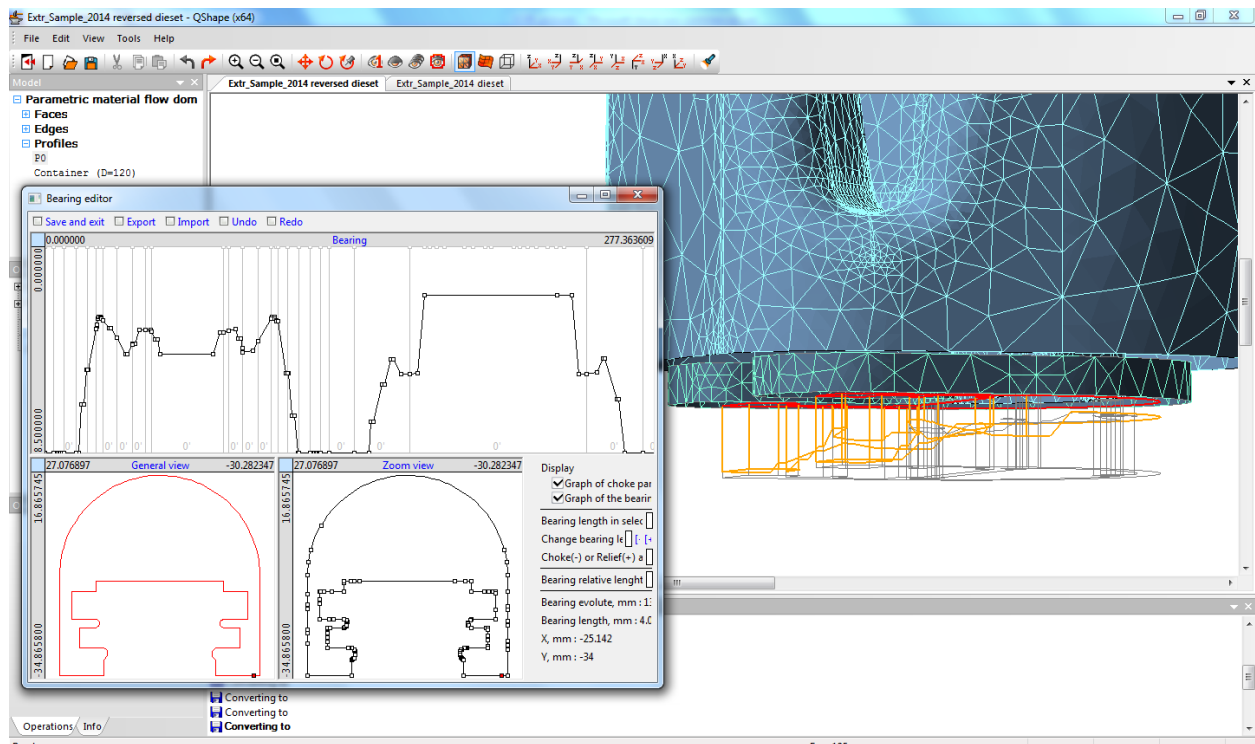 Extr_Sample_2014 reversed dieset - QShape (x64)
File Edit View Tools Help
Model
Extr_Sample_2014 reversed dieset Extr_Sample_2014 dieset
Parametric material flow dom
Faces
Edges
Profiles
P0
Container (D=120)
Bearing editor
Save and exit Export Import Undo Redo
0.000000 Bearing 277.363609
0.000000
8.500000
0° 0° 0° 0° 0° 0° 0° 0° 0° 0° 0° 0°
27.076897 General view -30.282347
16.865745
-34.865800
27.076897 Zoom view -30.282347
16.865745
-34.865800
Display
Graph of choke par
Graph of the bearir
Bearing length in selec
Change bearing le [- [+
Choke(-) or Relief(+) a
Bearing relative lenght
Bearing evolute, mm : 13
Bearing length, mm : 4.0
X, mm : -25.142
Y, mm : -34
Converting to
Converting to
Converting to
Operations Info